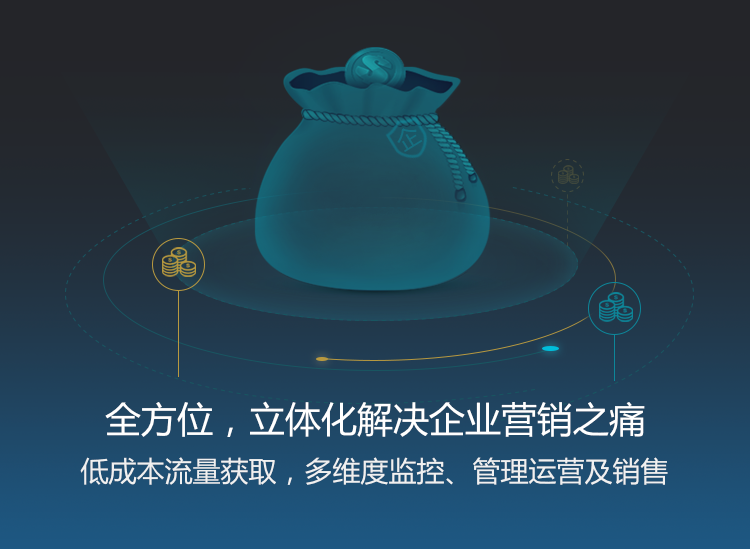 企
全方位，立体化解决企业营销之痛
低成本流量获取，多维度监控、管理运营及销售